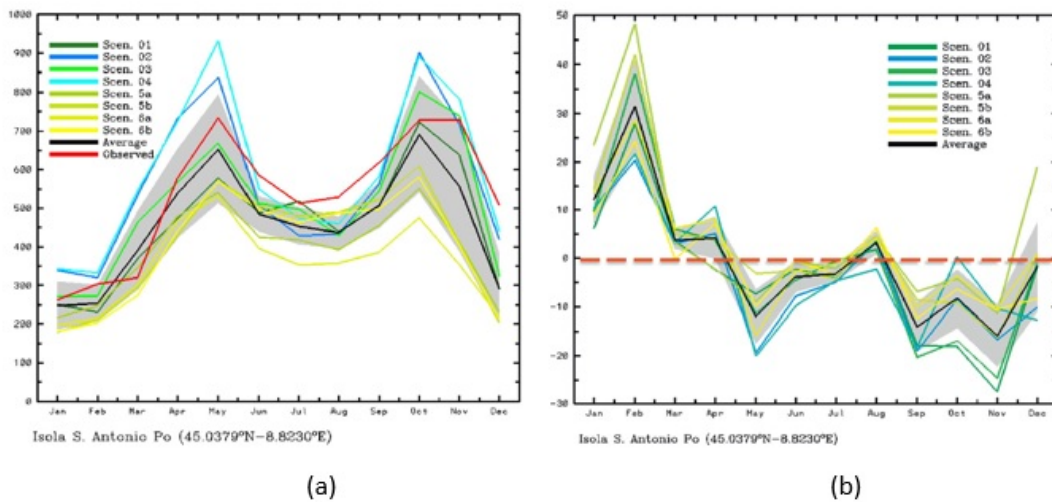 1000
900
800
700
600
500
400
300
200
100
0
Scen. 01
Scen. 02
Scen. 03
Scen. 04
Scen. 5a
Scen. 5b
Scen. 6a
Scen. 6b
Average
Observed
Jan Feb Mar Apr May Jun Jul Aug Sep Oct Nov Dec
Isola S. Antonio Po (45.0379°N-8.8230°E)
(a)
50
40
30
20
10
0
-10
-20
-30
Scen. 01
Scen. 02
Scen. 03
Scen. 04
Scen. 5a
Scen. 5b
Scen. 6a
Scen. 6b
Average
Jan Feb Mar Apr May Jun Jul Aug Sep Oct Nov Dec
Isola S. Antonio Po (45.0379°N-8.8230°E)
(b)